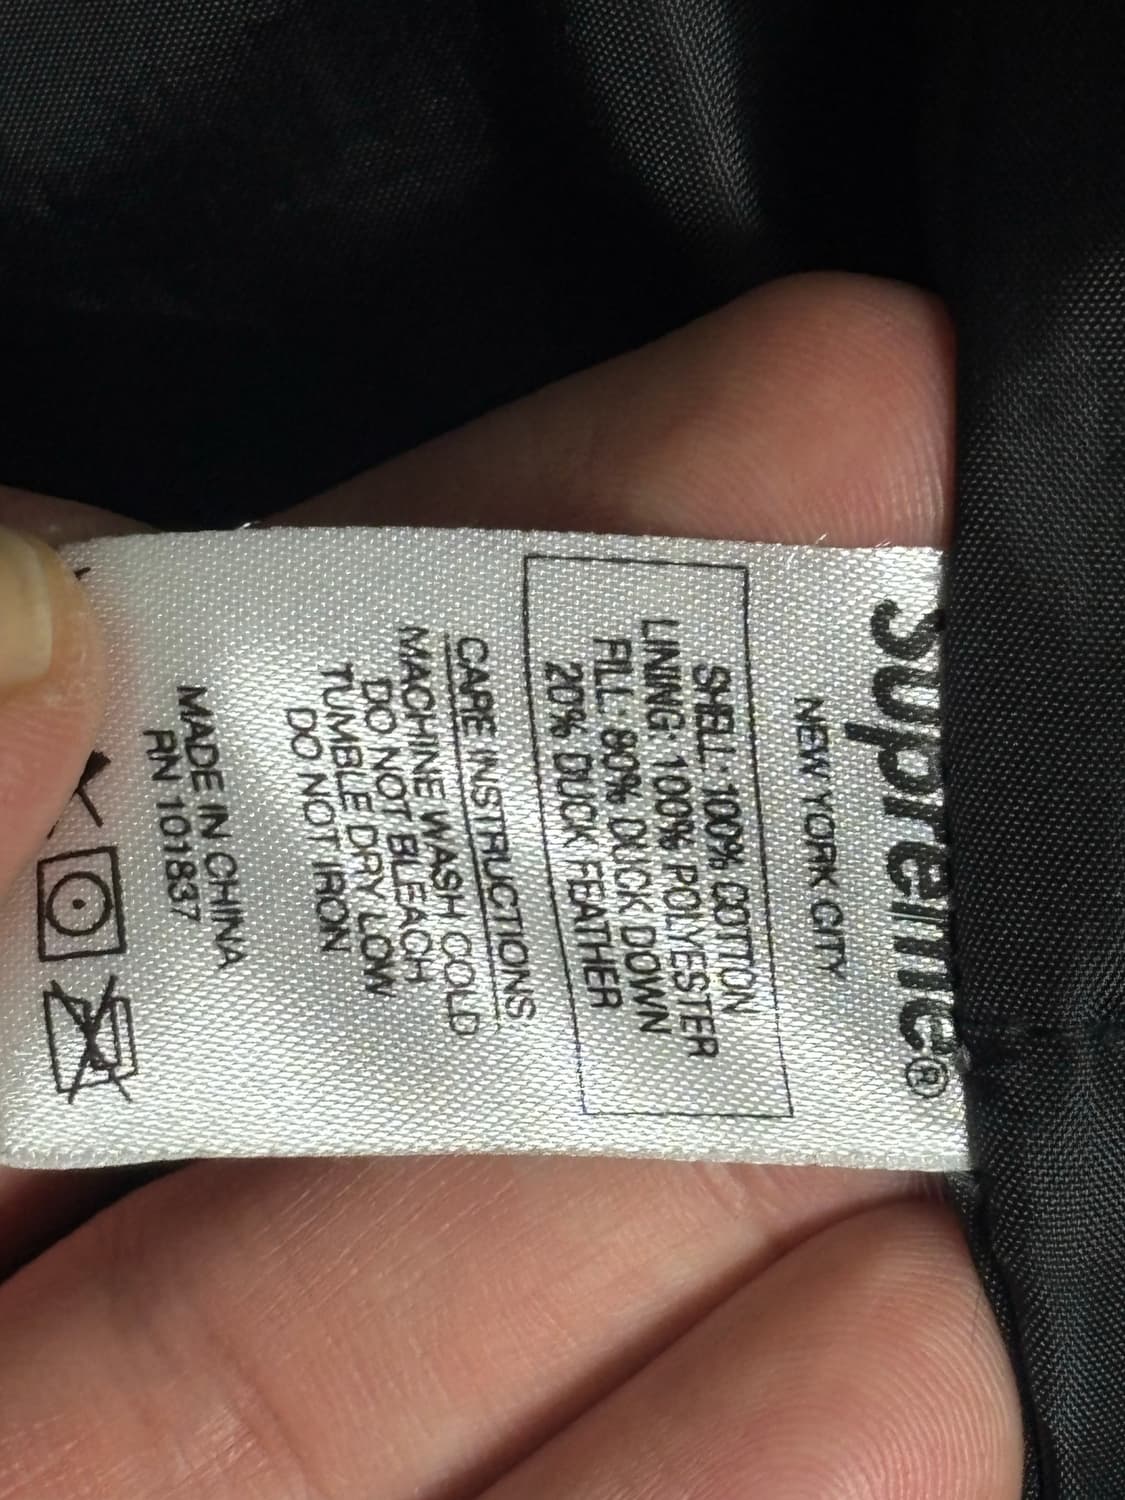 Supreme®
NEW YORK CITY
SHELL: 100% COTTON
LINING: 100% POLYESTER
FILL: 80% DUCK DOWN
20% DUCK FEATHER
CARE INSTRUCTIONS
MACHINE WASH COLD
DO NOT BLEACH
TUMBLE DRY LOW
DO NOT IRON
MADE IN CHINA
RN 101837